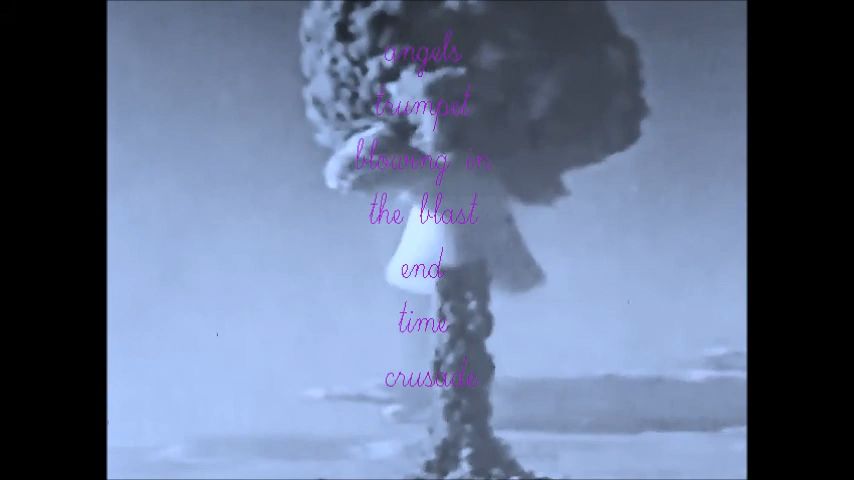 angels
trumpet
blowing in
the blast
end
time
crusade